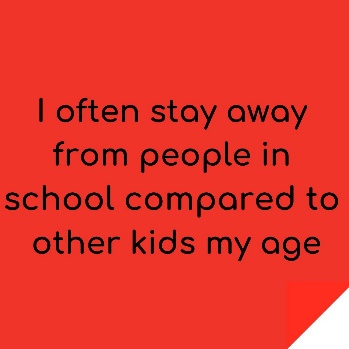 I often stay away
from people in
school compared to
other kids my age